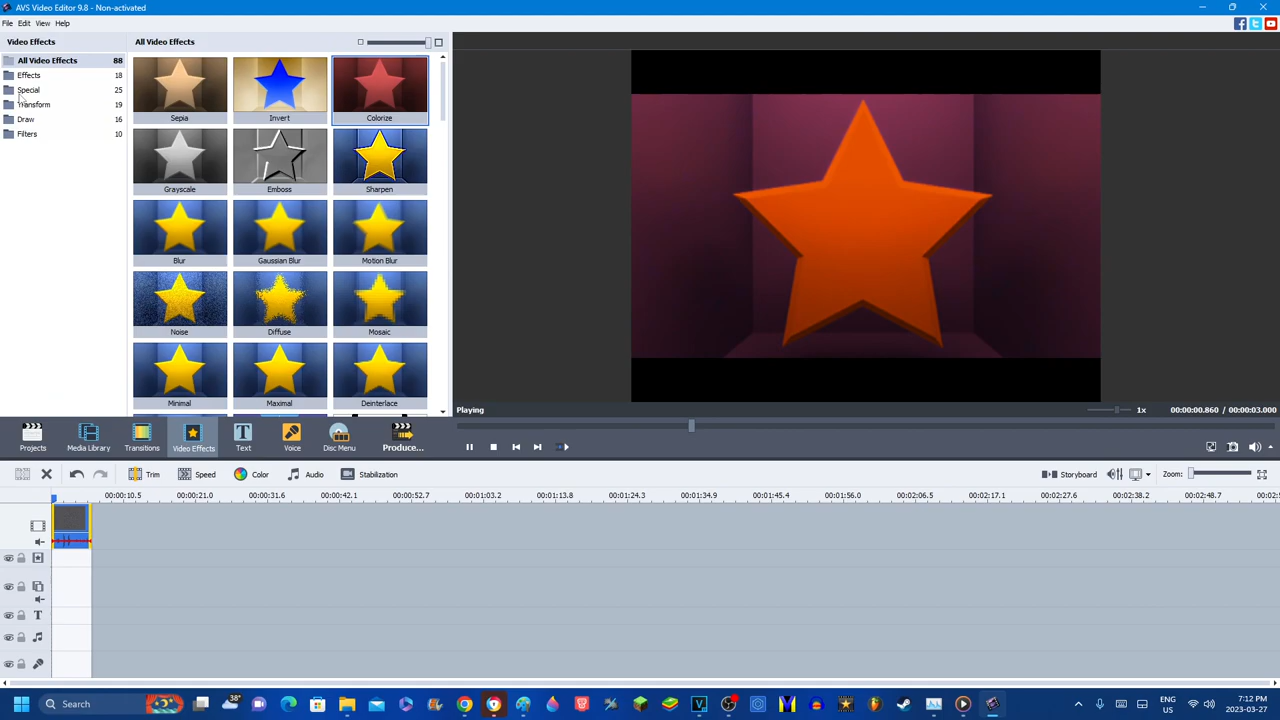 AVS Video Editor 9.8 - Non-activated
File Edit View Help
Video Effects
All Video Effects 88
Effects 18
Special 25
Transform 19
Draw 16
Filters 10
All Video Effects
Sepia Invert Colorize
Grayscale Emboss Sharpen
Blur Gaussian Blur Motion Blur
Noise Diffuse Mosaic
Minimal Maximal Deinterlace
Playing 1x 00:00:00.860 / 00:00:03.000
Projects Media Library Transitions Video Effects Text Voice Disc Menu Produce...
Trim Speed Color Audio Stabilization Storyboard Zoom:
00:00:10.5 00:00:21.0 00:00:31.6 00:00:42.1 00:00:52.7 00:01:03.2 00:01:13.8 00:01:24.3 00:01:34.9 00:01:45.4 00:01:56.0 00:02:06.5 00:02:17.1 00:02:27.6 00:02:38.2 00:02:48.7
T
Search 38° ENG US 7:12 PM 2023-03-27